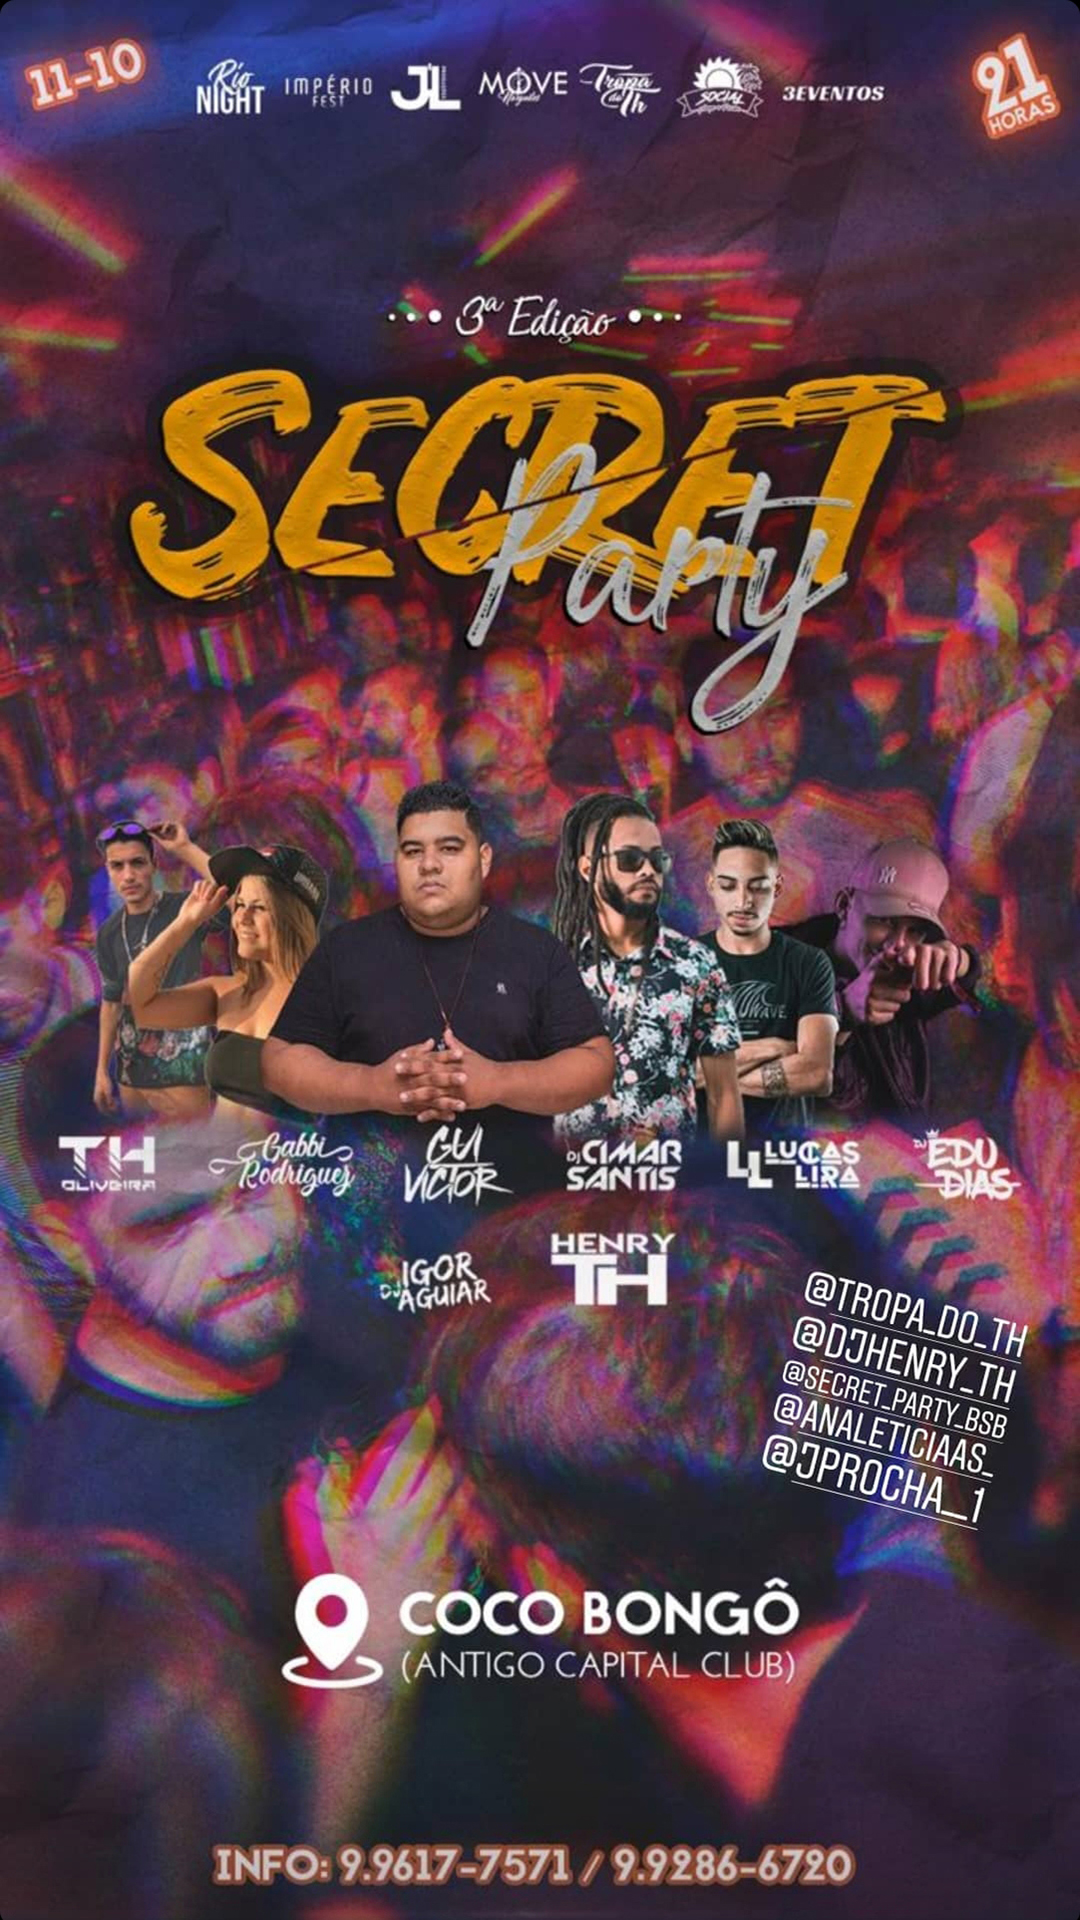 11-10
Rio NIGHT
IMPÉRIO FEST
JL
MOVE
Tropa do Th
SOCIAL
3EVENTOS
21 HORAS
3ª Edição
SECRET
Party
TH OLIVEIRA
Gabbi Rodriguez
GUI VICTOR
DJ CIMAR SANTIS
LL LUCAS LIRA
DJ EDU DIAS
DJ IGOR AGUIAR
HENRY TH
@TROPA_DO_TH
@DJHENRY_TH
@SECRET_PARTY_BSB
@ANALETICIAAS_
@JPROCHA__1
COCO BONGÔ
(ANTIGO CAPITAL CLUB)
INFO: 9.9617-7571 / 9.9286-6720